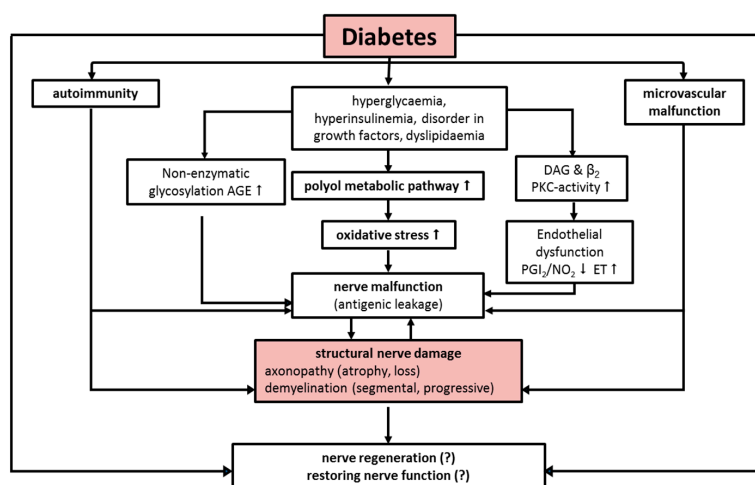 Diabetes
autoimmunity
hyperglycaemia,
hyperinsulinemia, disorder in
growth factors, dyslipidaemia
microvascular
malfunction
Non-enzymatic
glycosylation AGE ↑
polyol metabolic pathway ↑
DAG & β₂
PKC-activity ↑
oxidative stress ↑
Endothelial
dysfunction
PGI₂/NO₂ ↓ ET ↑
nerve malfunction
(antigenic leakage)
structural nerve damage
axonopathy (atrophy, loss)
demyelination (segmental, progressive)
nerve regeneration (?)
restoring nerve function (?)